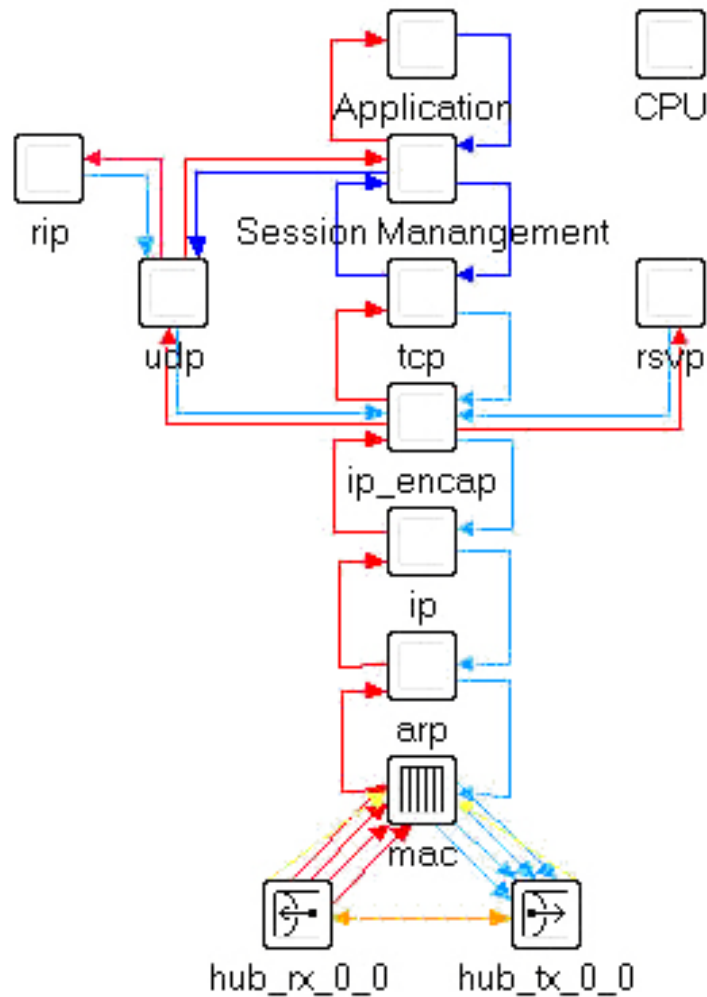 Application
CPU
rip
Session Manangement
udp
tcp
rsvp
ip_encap
ip
arp
mac
hub_rx_0_0
hub_tx_0_0